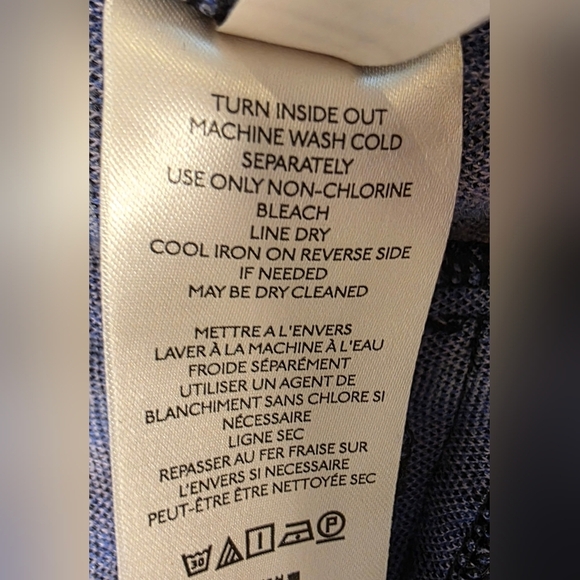 TURN INSIDE OUT
MACHINE WASH COLD
SEPARATELY
USE ONLY NON-CHLORINE
BLEACH
LINE DRY
COOL IRON ON REVERSE SIDE
IF NEEDED
MAY BE DRY CLEANED
METTRE A L'ENVERS
LAVER À LA MACHINE À L'EAU
FROIDE SÉPARÉMENT
UTILISER UN AGENT DE
BLANCHIMENT SANS CHLORE SI
NÉCESSAIRE
LIGNE SEC
REPASSER AU FER FRAISE SUR
L'ENVERS SI NECESSAIRE
PEUT-ÊTRE ÊTRE NETTOYÉE SEC
30 P